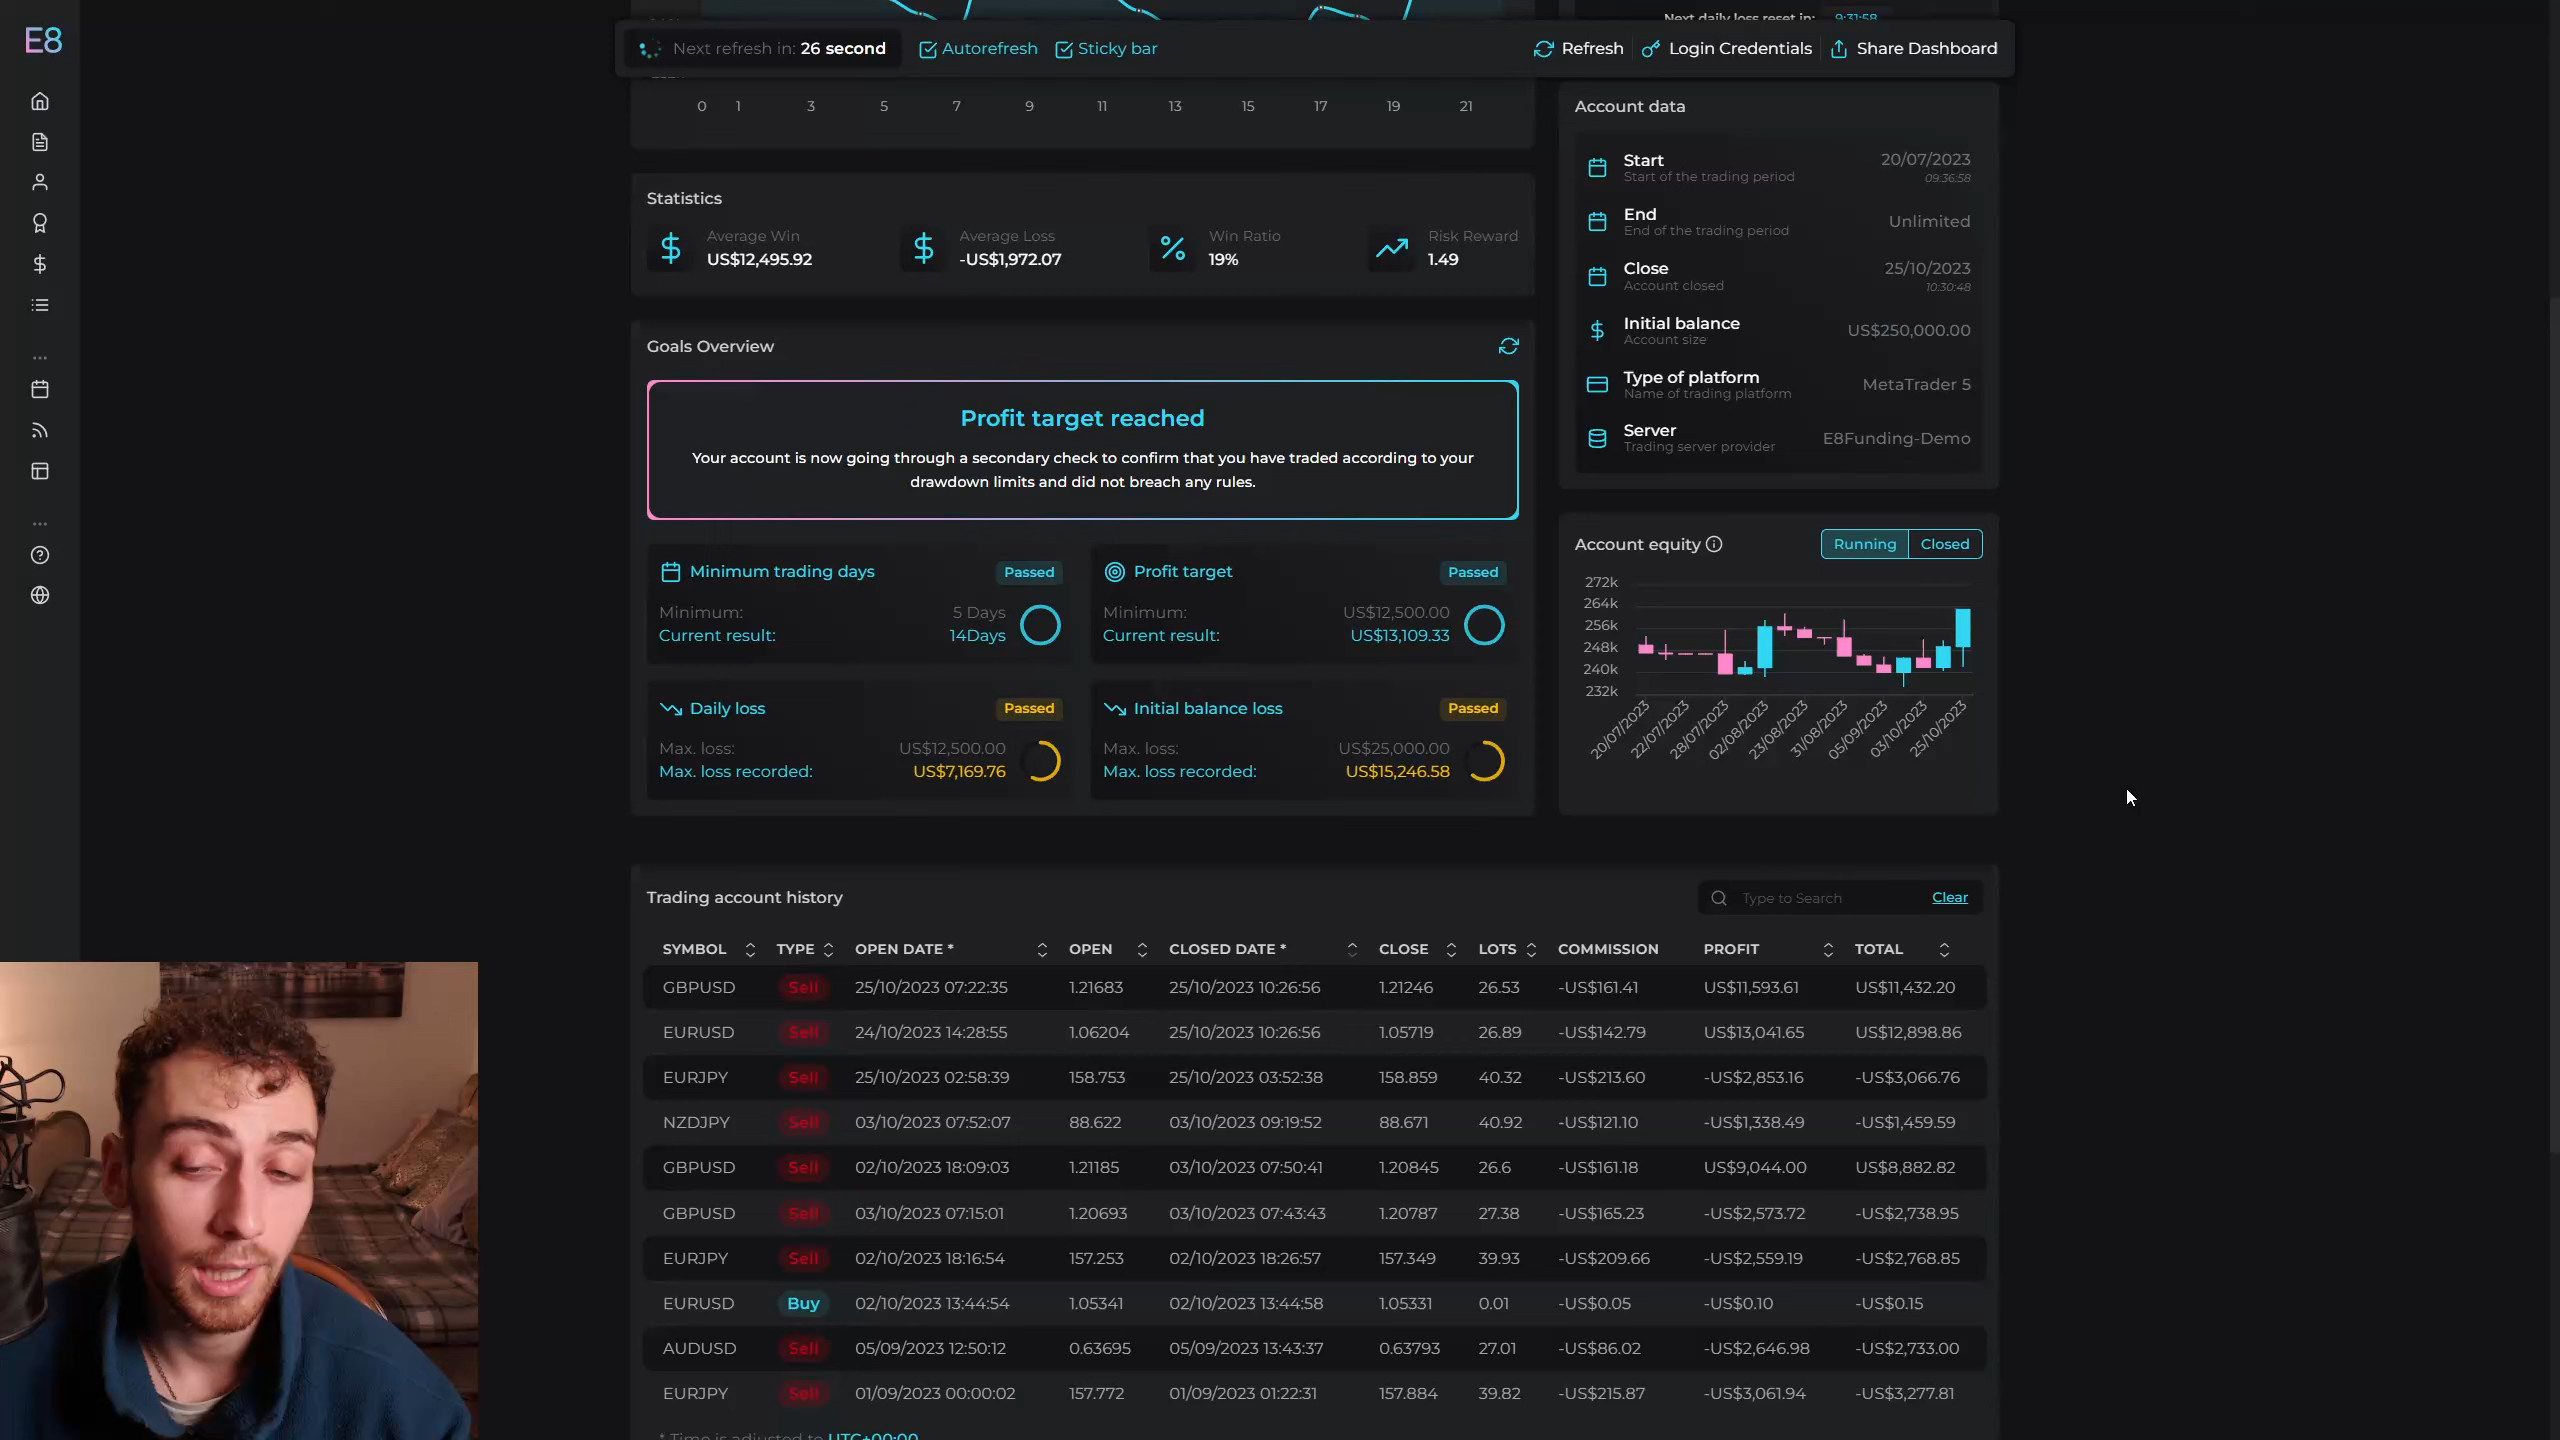 E8
Next daily loss reset in: 9:31:58
Next refresh in: 26 second
Autorefresh
Sticky bar
Refresh
Login Credentials
Share Dashboard
0 1 3 5 7 9 11 13 15 17 19 21
Statistics
Average Win
US$12,495.92
Average Loss
-US$1,972.07
Win Ratio
19%
Risk Reward
1.49
Goals Overview
Profit target reached
Your account is now going through a secondary check to confirm that you have traded according to your
drawdown limits and did not breach any rules.
Minimum trading days Passed
Minimum: 5 Days
Current result: 14Days
Profit target Passed
Minimum: US$12,500.00
Current result: US$13,109.33
Daily loss Passed
Max. loss: US$12,500.00
Max. loss recorded: US$7,169.76
Initial balance loss Passed
Max. loss: US$25,000.00
Max. loss recorded: US$15,246.58
Account data
Start 20/07/2023
Start of the trading period 09:36:58
End Unlimited
End of the trading period
Close 25/10/2023
Account closed 10:30:48
Initial balance US$250,000.00
Account size
Type of platform MetaTrader 5
Name of trading platform
Server E8Funding-Demo
Trading server provider
Account equity Running Closed
272k
264k
256k
248k
240k
232k
20/07/2023 22/07/2023 28/07/2023 02/08/2023 23/08/2023 31/08/2023 05/09/2023 03/10/2023 25/10/2023
Trading account history Type to Search Clear
SYMBOL TYPE OPEN DATE * OPEN CLOSED DATE * CLOSE LOTS COMMISSION PROFIT TOTAL
GBPUSD Sell 25/10/2023 07:22:35 1.21683 25/10/2023 10:26:56 1.21246 26.53 -US$161.41 US$11,593.61 US$11,432.20
EURUSD Sell 24/10/2023 14:28:55 1.06204 25/10/2023 10:26:56 1.05719 26.89 -US$142.79 US$13,041.65 US$12,898.86
EURJPY Sell 25/10/2023 02:58:39 158.753 25/10/2023 03:52:38 158.859 40.32 -US$213.60 -US$2,853.16 -US$3,066.76
NZDJPY Sell 03/10/2023 07:52:07 88.622 03/10/2023 09:19:52 88.671 40.92 -US$121.10 -US$1,338.49 -US$1,459.59
GBPUSD Sell 02/10/2023 18:09:03 1.21185 03/10/2023 07:50:41 1.20845 26.6 -US$161.18 US$9,044.00 US$8,882.82
GBPUSD Sell 03/10/2023 07:15:01 1.20693 03/10/2023 07:43:43 1.20787 27.38 -US$165.23 -US$2,573.72 -US$2,738.95
EURJPY Sell 02/10/2023 18:16:54 157.253 02/10/2023 18:26:57 157.349 39.93 -US$209.66 -US$2,559.19 -US$2,768.85
EURUSD Buy 02/10/2023 13:44:54 1.05341 02/10/2023 13:44:58 1.05331 0.01 -US$0.05 -US$0.10 -US$0.15
AUDUSD Sell 05/09/2023 12:50:12 0.63695 05/09/2023 13:43:37 0.63793 27.01 -US$86.02 -US$2,646.98 -US$2,733.00
EURJPY Sell 01/09/2023 00:00:02 157.772 01/09/2023 01:22:31 157.884 39.82 -US$215.87 -US$3,061.94 -US$3,277.81
* Time is adjusted to UTC+00:00